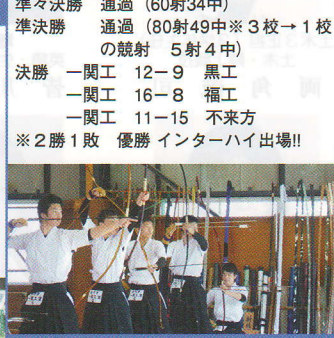 準々決勝　通過（60射34中）
準決勝　　通過（80射49中※３校→１校
の競射　５射４中）
決勝　一関工　12－9　黒工
一関工　16－8　福工
一関工　11－15　不来方
※２勝１敗　優勝 インターハイ出場!!